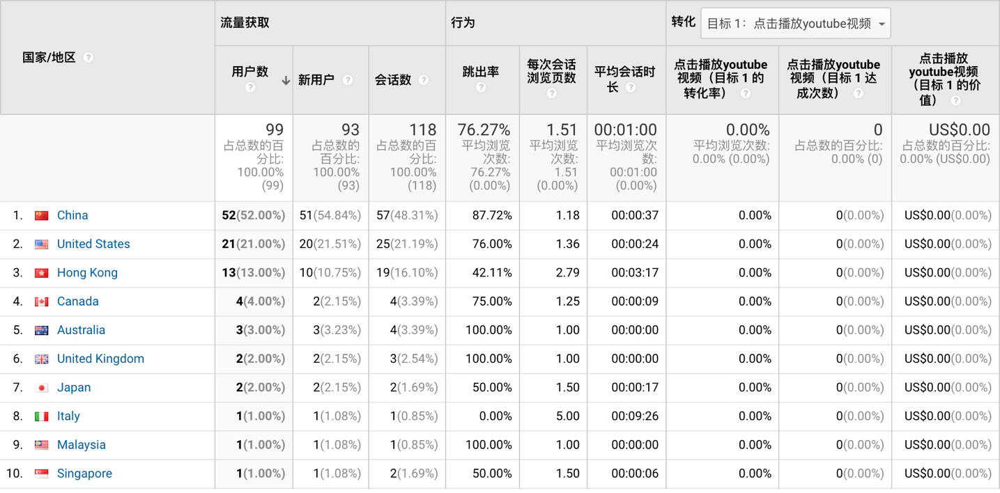 流量获取 行为 转化 目标 1：点击播放youtube视频
国家/地区 ?
用户数 ? 新用户 ? 会话数 ? 跳出率 ? 每次会话 浏览页数 ? 平均会话时 长 ? 点击播放youtube 视频（目标 1 的 转化率） ? 点击播放youtube 视频（目标 1 达 成次数） ? 点击播放 youtube视频 （目标 1 的价 值） ?
99 93 118 76.27% 1.51 00:01:00 0.00% 0 US$0.00
占总数的百 占总数的 占总数的百 平均浏览 平均浏览 平均浏览次 平均浏览次数: 占总数的百分比: 占总数的百分比:
分比: 百分比: 分比: 次数: 次数: 数: 0.00% (0.00%) 0.00% (0) 0.00% (US$0.00)
100.00% 100.00% 100.00% 76.27% 1.51 00:01:00
(99) (93) (118) (0.00%) (0.00%) (0.00%)
1. China 52(52.00%) 51(54.84%) 57(48.31%) 87.72% 1.18 00:00:37 0.00% 0(0.00%) US$0.00(0.00%)
2. United States 21(21.00%) 20(21.51%) 25(21.19%) 76.00% 1.36 00:00:24 0.00% 0(0.00%) US$0.00(0.00%)
3. Hong Kong 13(13.00%) 10(10.75%) 19(16.10%) 42.11% 2.79 00:03:17 0.00% 0(0.00%) US$0.00(0.00%)
4. Canada 4(4.00%) 2(2.15%) 4(3.39%) 75.00% 1.25 00:00:09 0.00% 0(0.00%) US$0.00(0.00%)
5. Australia 3(3.00%) 3(3.23%) 4(3.39%) 100.00% 1.00 00:00:00 0.00% 0(0.00%) US$0.00(0.00%)
6. United Kingdom 2(2.00%) 2(2.15%) 3(2.54%) 100.00% 1.00 00:00:00 0.00% 0(0.00%) US$0.00(0.00%)
7. Japan 2(2.00%) 2(2.15%) 2(1.69%) 50.00% 1.50 00:00:17 0.00% 0(0.00%) US$0.00(0.00%)
8. Italy 1(1.00%) 1(1.08%) 1(0.85%) 0.00% 5.00 00:09:26 0.00% 0(0.00%) US$0.00(0.00%)
9. Malaysia 1(1.00%) 1(1.08%) 1(0.85%) 100.00% 1.00 00:00:00 0.00% 0(0.00%) US$0.00(0.00%)
10. Singapore 1(1.00%) 1(1.08%) 2(1.69%) 50.00% 1.50 00:00:06 0.00% 0(0.00%) US$0.00(0.00%)